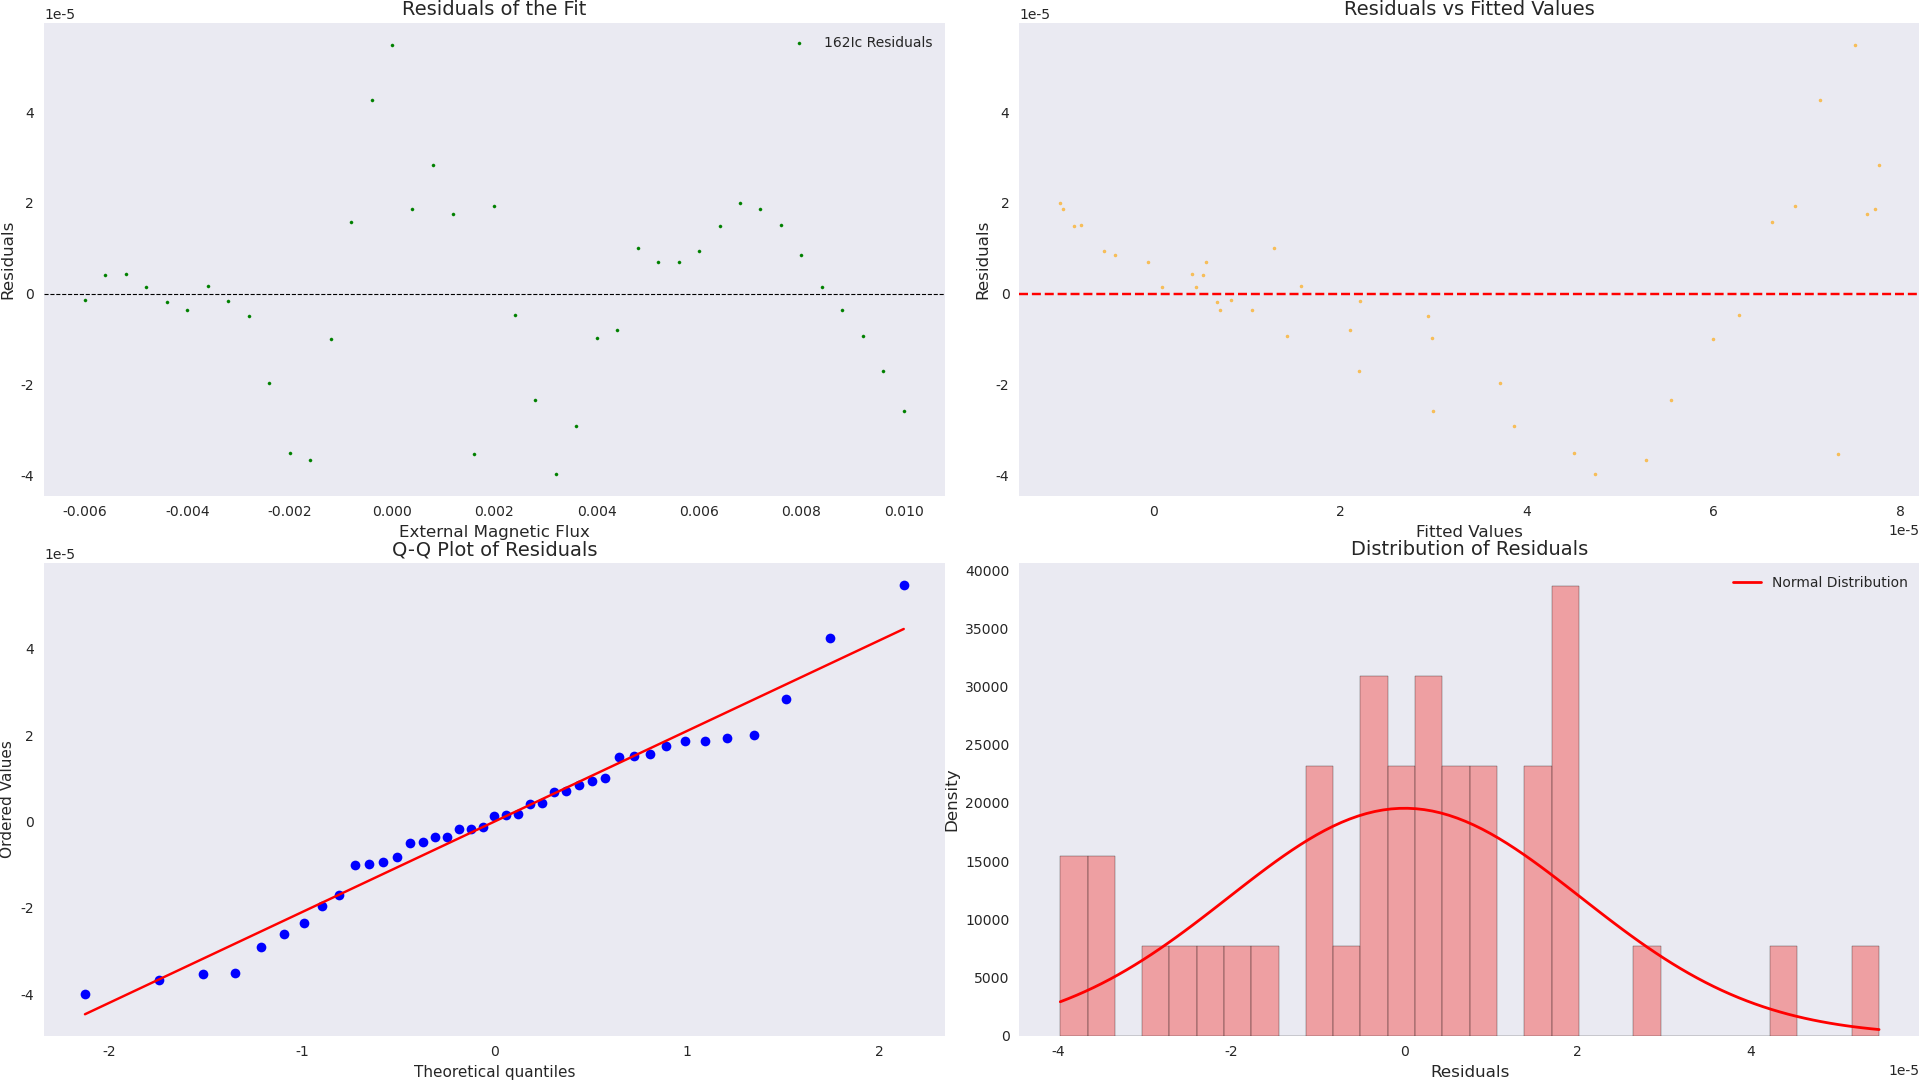 Residuals of the Fit
1e-5
162Ic Residuals
Residuals
4
2
0
-2
-4
-0.006 -0.004 -0.002 0.000 0.002 0.004 0.006 0.008 0.010
External Magnetic Flux
Residuals vs Fitted Values
1e-5
Residuals
4
2
0
-2
-4
0 2 4 6 8
1e-5
Fitted Values
Q-Q Plot of Residuals
1e-5
Ordered Values
4
2
0
-2
-4
-2 -1 0 1 2
Theoretical quantiles
Distribution of Residuals
Normal Distribution
Density
40000
35000
30000
25000
20000
15000
10000
5000
0
-4 -2 0 2 4
1e-5
Residuals